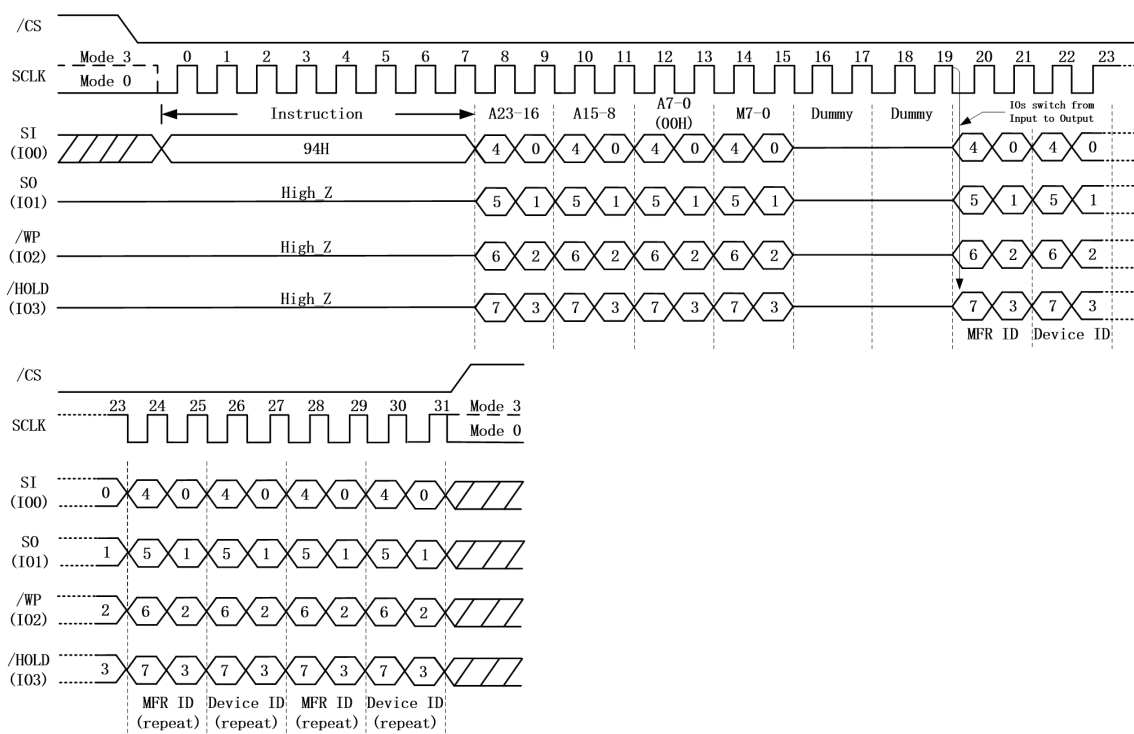 /CS
Mode 3 0 1 2 3 4 5 6 7 8 9 10 11 12 13 14 15 16 17 18 19 20 21 22 23
SCLK
Mode 0
Instruction A23-16 A15-8 A7-0 (00H) M7-0 Dummy Dummy
IOs switch from
Input to Output
SI
(IO0)
94H 4 0 4 0 4 0 4 0 4 0 4 0
SO
(IO1)
High_Z 5 1 5 1 5 1 5 1 5 1 5 1
/WP
(IO2)
High_Z 6 2 6 2 6 2 6 2 6 2 6 2
/HOLD
(IO3)
High_Z 7 3 7 3 7 3 7 3 7 3 7 3
MFR ID Device ID
/CS
23 24 25 26 27 28 29 30 31 Mode 3
SCLK
Mode 0
SI
(IO0)
0 4 0 4 0 4 0 4 0
SO
(IO1)
1 5 1 5 1 5 1 5 1
/WP
(IO2)
2 6 2 6 2 6 2 6 2
/HOLD
(IO3)
3 7 3 7 3 7 3 7 3
MFR ID Device ID MFR ID Device ID
(repeat) (repeat) (repeat) (repeat)